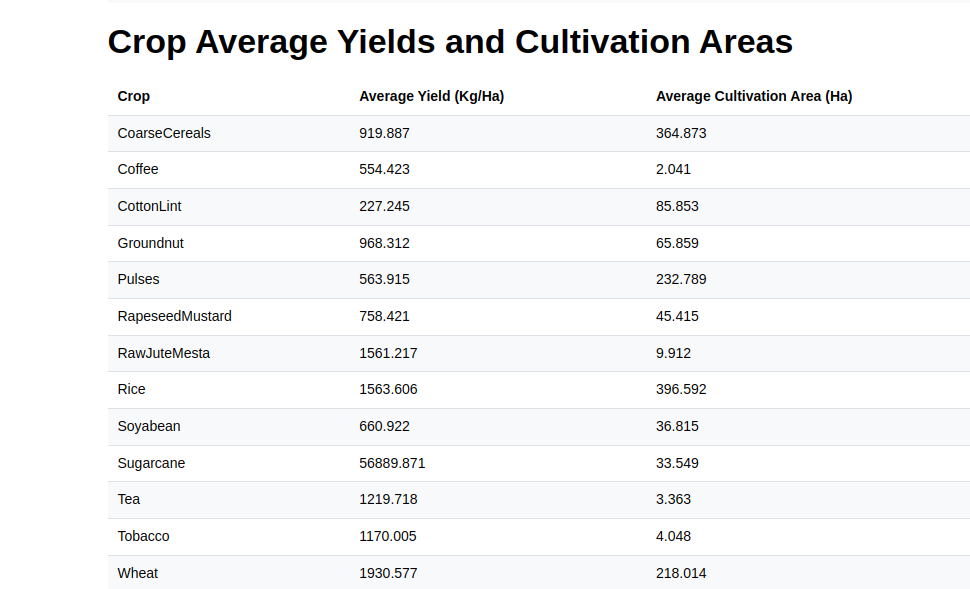 Crop Average Yields and Cultivation Areas
Crop Average Yield (Kg/Ha) Average Cultivation Area (Ha)
CoarseCereals 919.887 364.873
Coffee 554.423 2.041
CottonLint 227.245 85.853
Groundnut 968.312 65.859
Pulses 563.915 232.789
RapeseedMustard 758.421 45.415
RawJuteMesta 1561.217 9.912
Rice 1563.606 396.592
Soyabean 660.922 36.815
Sugarcane 56889.871 33.549
Tea 1219.718 3.363
Tobacco 1170.005 4.048
Wheat 1930.577 218.014